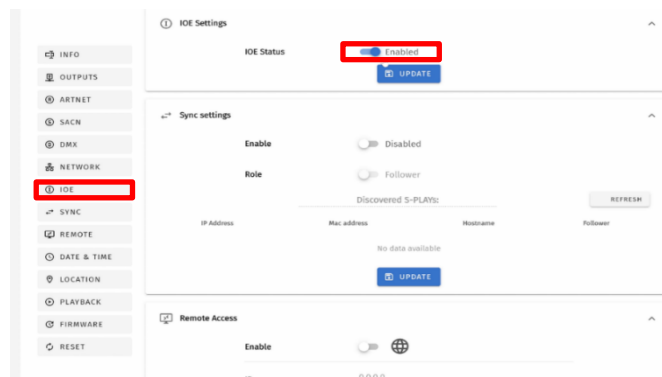 IOE Settings
IOE Status
Enabled
UPDATE
INFO
OUTPUTS
ARTNET
SACN
DMX
NETWORK
IOE
SYNC
REMOTE
DATE & TIME
LOCATION
PLAYBACK
FIRMWARE
RESET
Sync settings
Enable
Disabled
Role
Follower
Discovered S-PLAYs:
REFRESH
IP Address Mac address Hostname Follower
No data available
UPDATE
Remote Access
Enable